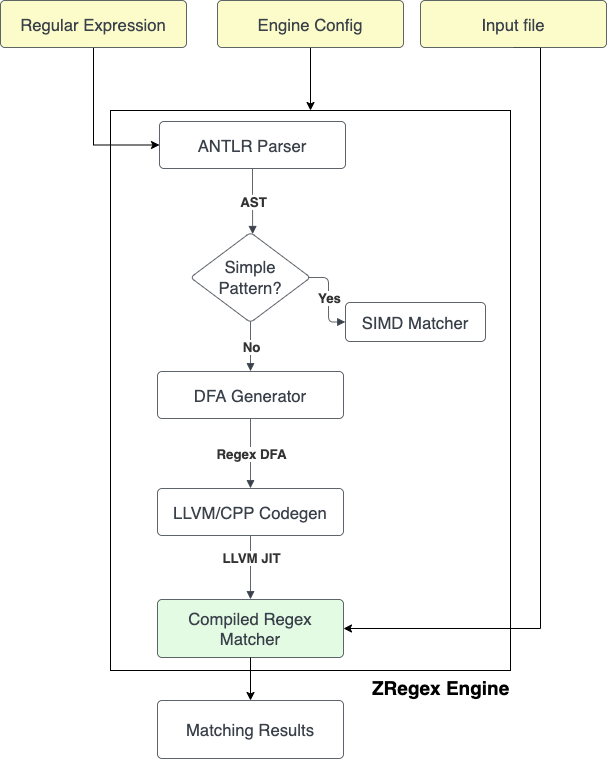 Regular Expression
Engine Config
Input file
ANTLR Parser
AST
Simple
Pattern?
Yes
SIMD Matcher
No
DFA Generator
Regex DFA
LLVM/CPP Codegen
LLVM JIT
Compiled Regex
Matcher
ZRegex Engine
Matching Results